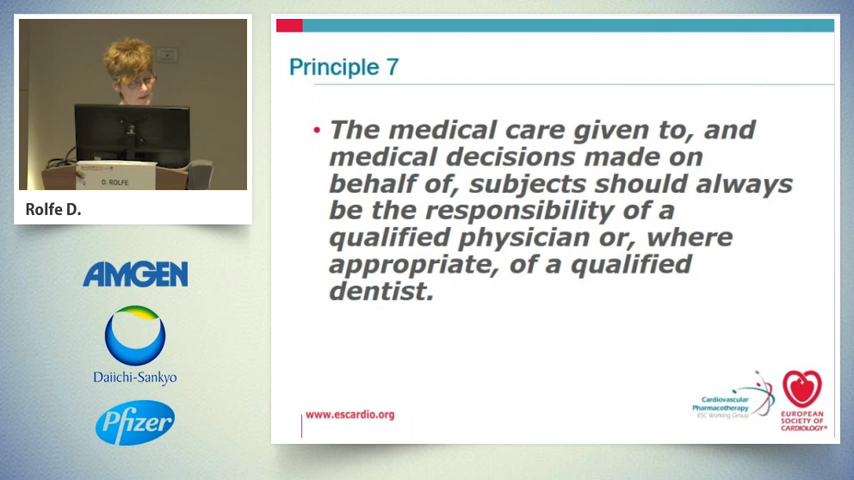 D. ROLFE
Rolfe D.
AMGEN
Daiichi-Sankyo
Pfizer
Principle 7
• The medical care given to, and
medical decisions made on
behalf of, subjects should always
be the responsibility of a
qualified physician or, where
appropriate, of a qualified
dentist.
www.escardio.org
Cardiovascular
Pharmacotherapy
ESC Working Group
EUROPEAN
SOCIETY OF
CARDIOLOGY®